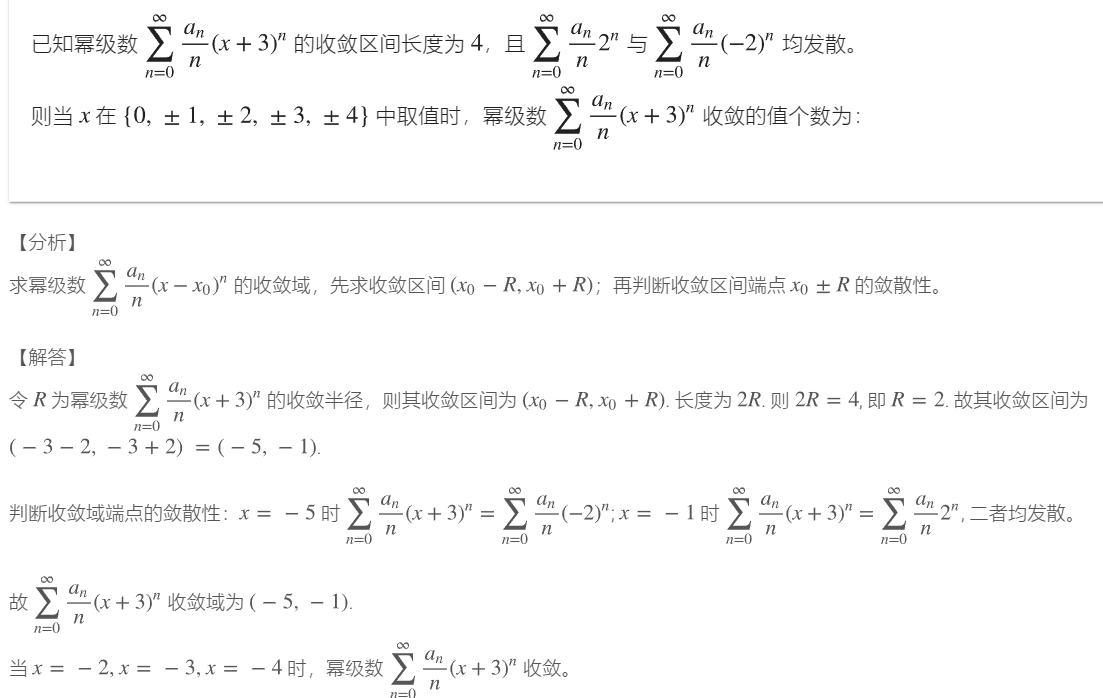 已知幂级数 $\sum_{n=0}^{\infty} \frac{a_n}{n}(x+3)^n$ 的收敛区间长度为 4，且 $\sum_{n=0}^{\infty} \frac{a_n}{n}2^n$ 与 $\sum_{n=0}^{\infty} \frac{a_n}{n}(-2)^n$ 均发散。
则当 $x$ 在 $\{0, \pm 1, \pm 2, \pm 3, \pm 4\}$ 中取值时，幂级数 $\sum_{n=0}^{\infty} \frac{a_n}{n}(x+3)^n$ 收敛的值个数为：
【分析】
求幂级数 $\sum_{n=0}^{\infty} \frac{a_n}{n}(x-x_0)^n$ 的收敛域，先求收敛区间 $(x_0-R, x_0+R)$；再判断收敛区间端点 $x_0 \pm R$ 的敛散性。
【解答】
令 $R$ 为幂级数 $\sum_{n=0}^{\infty} \frac{a_n}{n}(x+3)^n$ 的收敛半径，则其收敛区间为 $(x_0-R, x_0+R)$. 长度为 $2R$. 则 $2R=4$, 即 $R=2$. 故其收敛区间为
$(-3-2, -3+2) = (-5, -1)$.
判断收敛域端点的敛散性：$x=-5$ 时 $\sum_{n=0}^{\infty} \frac{a_n}{n}(x+3)^n = \sum_{n=0}^{\infty} \frac{a_n}{n}(-2)^n$; $x=-1$ 时 $\sum_{n=0}^{\infty} \frac{a_n}{n}(x+3)^n = \sum_{n=0}^{\infty} \frac{a_n}{n}2^n$, 二者均发散。
故 $\sum_{n=0}^{\infty} \frac{a_n}{n}(x+3)^n$ 收敛域为 $(-5, -1)$.
当 $x=-2, x=-3, x=-4$ 时，幂级数 $\sum_{n=0}^{\infty} \frac{a_n}{n}(x+3)^n$ 收敛。